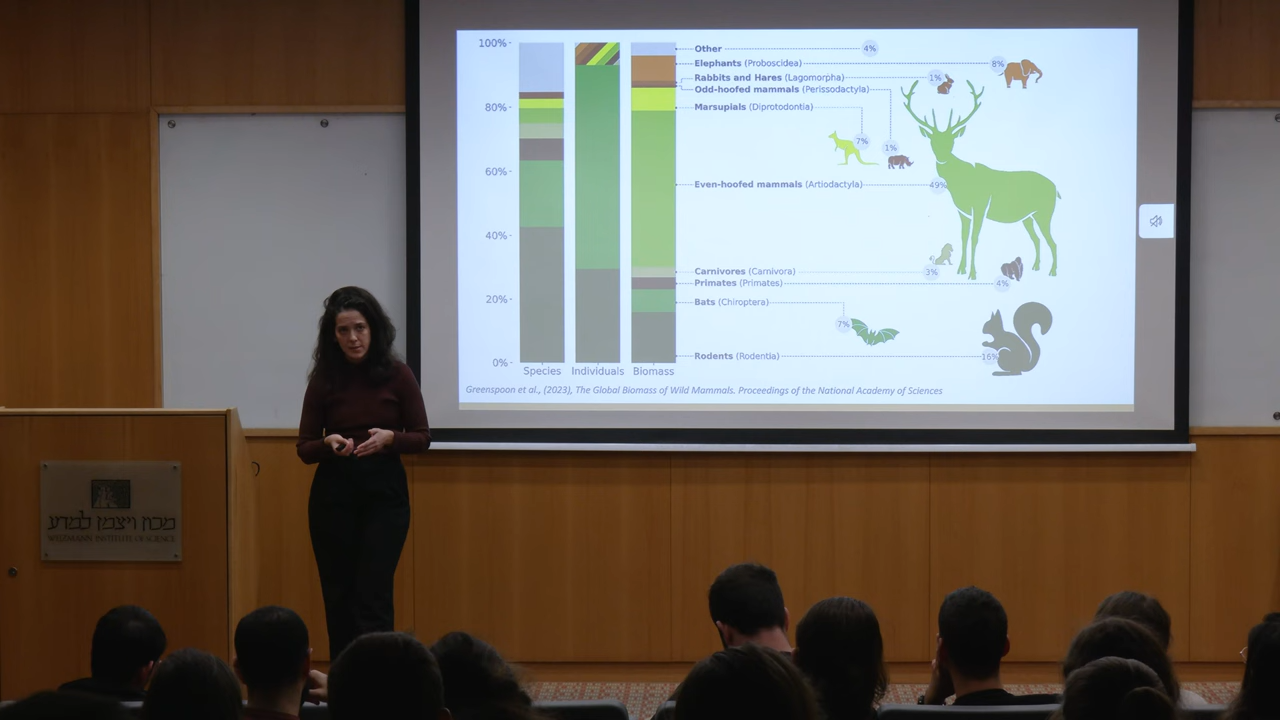 100%
80%
60%
40%
20%
0%
Species
Individuals
Biomass
Other
4%
Elephants (Proboscidea)
8%
Rabbits and Hares (Lagomorpha)
1%
Odd-hoofed mammals (Perissodactyla)
1%
Marsupials (Diprotodontia)
7%
Even-hoofed mammals (Artiodactyla)
49%
Carnivores (Carnivora)
3%
Primates (Primates)
4%
Bats (Chiroptera)
7%
Rodents (Rodentia)
16%
Greenspoon et al., (2023), The Global Biomass of Wild Mammals. Proceedings of the National Academy of Sciences
מכון ויצמן למדע
WEIZMANN INSTITUTE OF SCIENCE